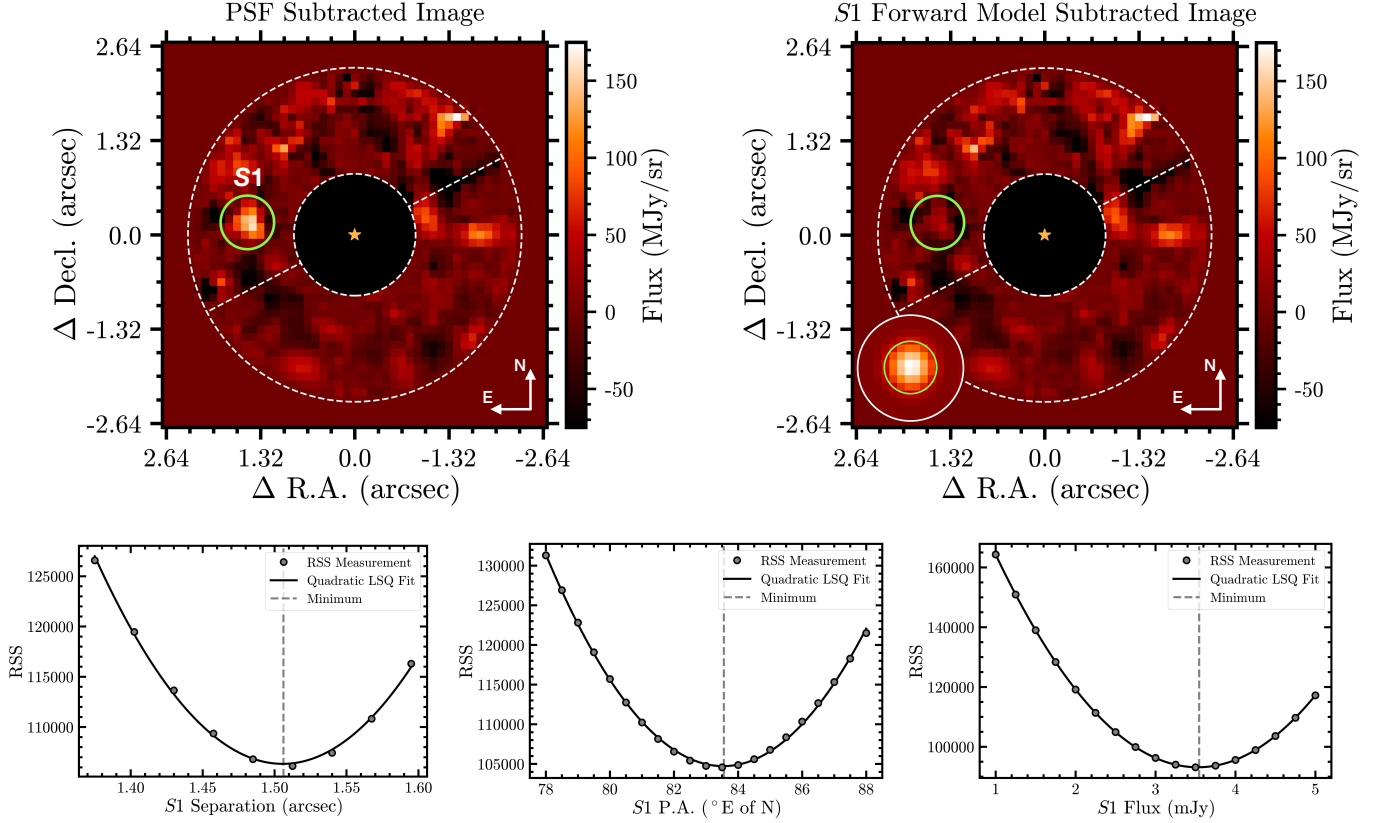 PSF Subtracted Image
S1 Forward Model Subtracted Image
2.64
1.32
0.0
-1.32
-2.64
Δ Decl. (arcsec)
S1
N
E
2.64
1.32
0.0
-1.32
-2.64
Δ R.A. (arcsec)
150
100
50
0
-50
Flux (MJy/sr)
2.64
1.32
0.0
-1.32
-2.64
Δ Decl. (arcsec)
N
E
2.64
1.32
0.0
-1.32
-2.64
Δ R.A. (arcsec)
150
100
50
0
-50
Flux (MJy/sr)
RSS Measurement
Quadratic LSQ Fit
Minimum
125000
120000
115000
110000
RSS
1.40
1.45
1.50
1.55
1.60
S1 Separation (arcsec)
RSS Measurement
Quadratic LSQ Fit
Minimum
130000
125000
120000
115000
110000
105000
RSS
78
80
82
84
86
88
S1 P.A. (°E of N)
RSS Measurement
Quadratic LSQ Fit
Minimum
160000
140000
120000
100000
RSS
1
2
3
4
5
S1 Flux (mJy)